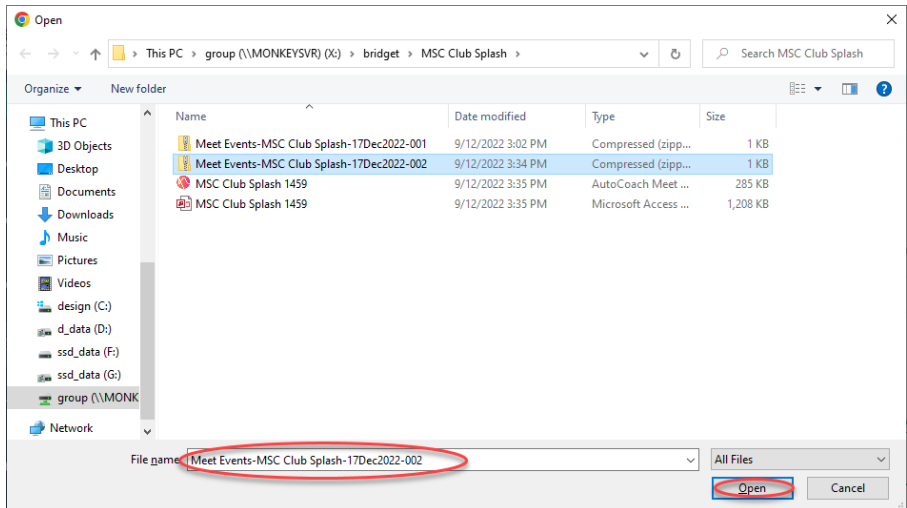 Open
This PC > group (\\MONKEYSVR) (X:) > bridget > MSC Club Splash >
Search MSC Club Splash
Organize
New folder
Name
Date modified
Type
Size
This PC
3D Objects
Desktop
Documents
Downloads
Music
Pictures
Videos
design (C:)
d_data (D:)
ssd_data (F:)
ssd_data (G:)
group (\\MONK
Network
Meet Events-MSC Club Splash-17Dec2022-001 9/12/2022 3:02 PM Compressed (zipp... 1 KB
Meet Events-MSC Club Splash-17Dec2022-002 9/12/2022 3:34 PM Compressed (zipp... 1 KB
MSC Club Splash 1459 9/12/2022 3:35 PM AutoCoach Meet ... 285 KB
MSC Club Splash 1459 9/12/2022 3:35 PM Microsoft Access ... 1,208 KB
File name: Meet Events-MSC Club Splash-17Dec2022-002
All Files
Open
Cancel